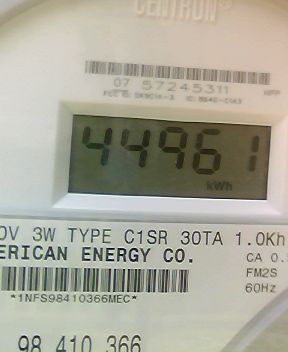 CENTRON®
07 57245311
44961
kWh
0V 3W TYPE C1SR 30TA 1.0Kh
ERICAN ENERGY CO.
CA 0.
FM2S
*1NFS98410366MEC*
60Hz
98 410 366